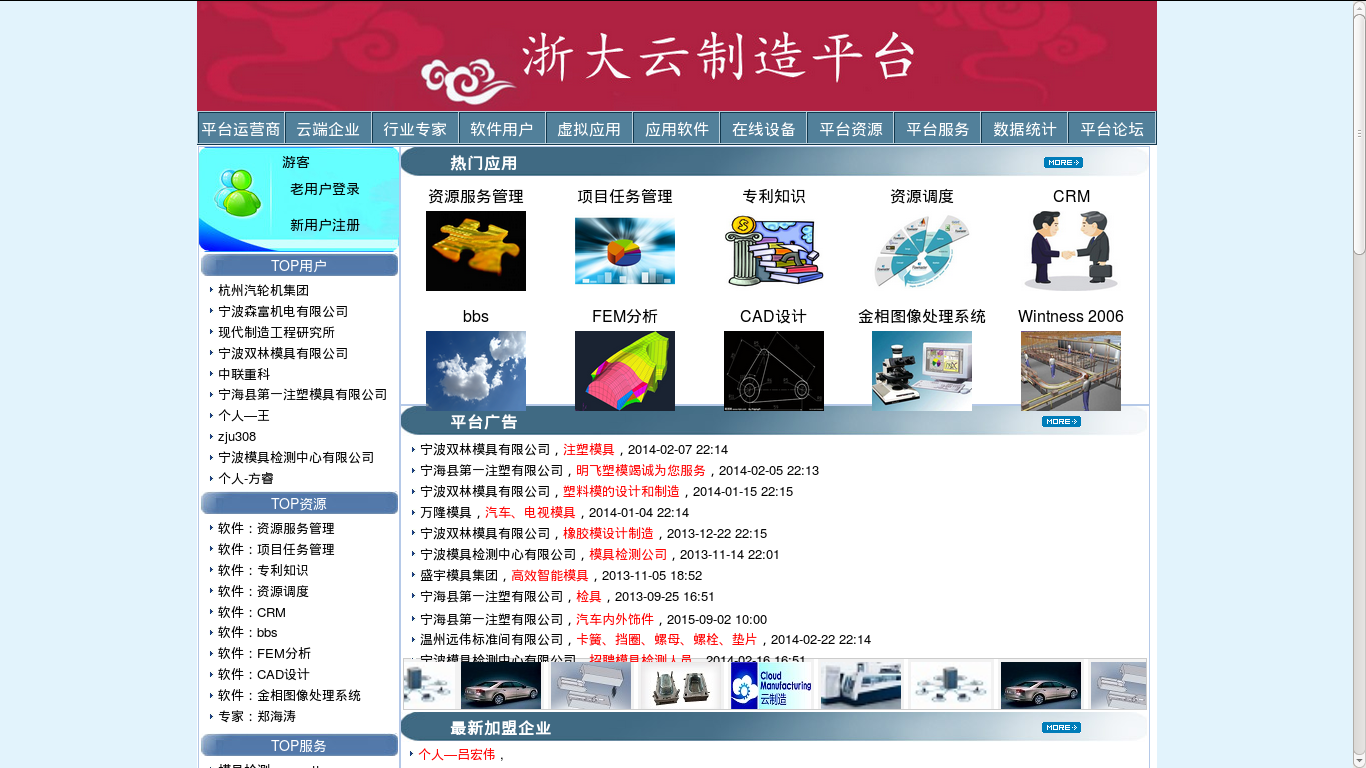 浙大云制造平台
平台运营商 云端企业 行业专家 软件用户 虚拟应用 应用软件 在线设备 平台资源 平台服务 数据统计 平台论坛
游客
老用户登录
新用户注册
TOP用户
杭州汽轮机集团
宁波森富机电有限公司
现代制造工程研究所
宁波双林模具有限公司
中联重科
宁海县第一注塑模具有限公司
个人—王
zju308
宁波模具检测中心有限公司
个人-方睿
TOP资源
软件：资源服务管理
软件：项目任务管理
软件：专利知识
软件：资源调度
软件：CRM
软件：bbs
软件：FEM分析
软件：CAD设计
软件：金相图像处理系统
专家：郑海涛
TOP服务
热门应用 MORE
资源服务管理 项目任务管理 专利知识 资源调度 CRM
bbs FEM分析 CAD设计 金相图像处理系统 Wintness 2006
平台广告 MORE
宁波双林模具有限公司，注塑模具，2014-02-07 22:14
宁海县第一注塑有限公司，明飞塑模竭诚为您服务，2014-02-05 22:13
宁波双林模具有限公司，塑料模的设计和制造，2014-01-15 22:15
万隆模具，汽车、电视模具，2014-01-04 22:14
宁波双林模具有限公司，橡胶模设计制造，2013-12-22 22:15
宁波模具检测中心有限公司，模具检测公司，2013-11-14 22:01
盛宇模具集团，高效智能模具，2013-11-05 18:52
宁海县第一注塑有限公司，检具，2013-09-25 16:51
宁海县第一注塑有限公司，汽车内外饰件，2015-09-02 10:00
温州远伟标准间有限公司，卡簧、挡圈、螺母、螺栓、垫片，2014-02-22 22:14
宁波模具检测中心有限公司，招聘模具检测人员，2014-02-16 16:51
Cloud
Manufacturing
云制造
最新加盟企业 MORE
个人—吕宏伟，